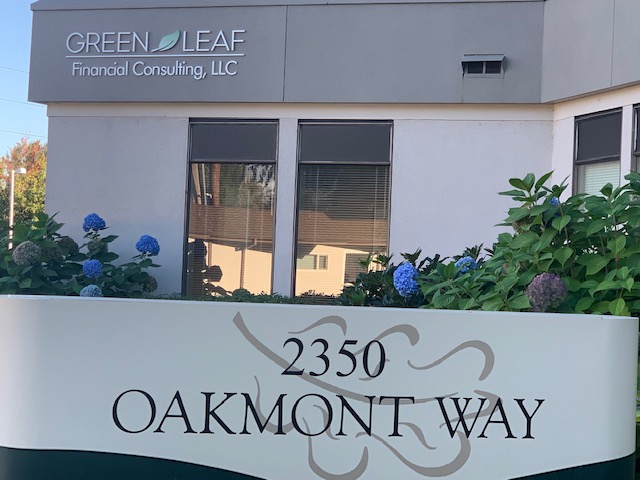 GREEN LEAF
Financial Consulting, LLC
2350
OAKMONT WAY